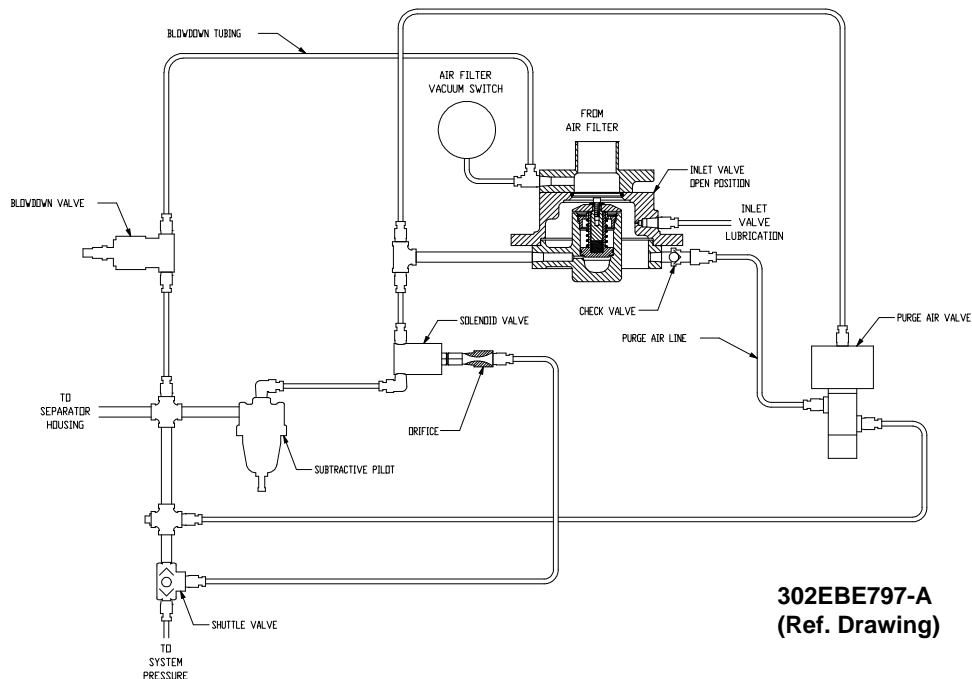 BLOWDOWN TUBING
AIR FILTER
VACUUM SWITCH
FROM
AIR FILTER
INLET VALVE
OPEN POSITION
BLOWDOWN VALVE
INLET
VALVE
LUBRICATION
CHECK VALVE
SOLENOID VALVE
PURGE AIR VALVE
PURGE AIR LINE
TO
SEPARATOR
HOUSING
ORIFICE
SUBTRACTIVE PILOT
302EBE797-A
(Ref. Drawing)
SHUTTLE VALVE
TO
SYSTEM
PRESSURE